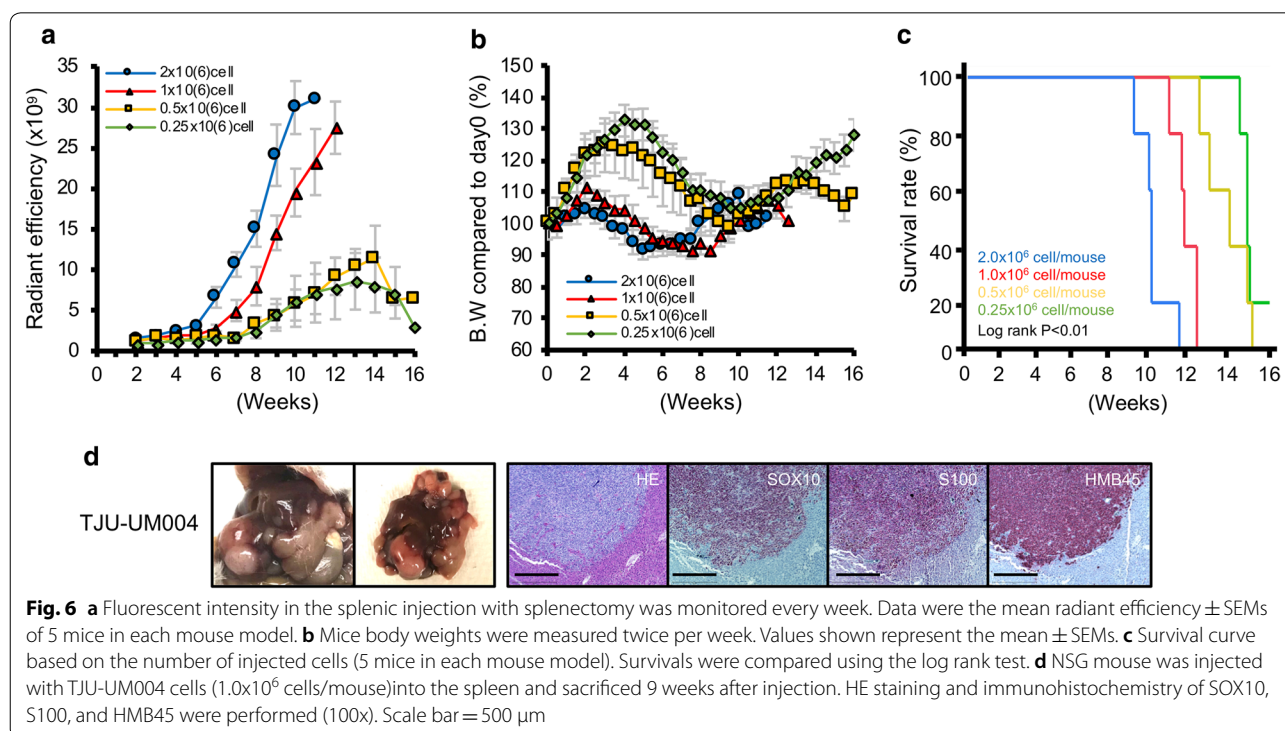 a
Radiant efficiency (x10⁹)
35
30
25
20
15
10
5
0
2x10(6)cell
1x10(6)cell
0.5x10(6)cell
0.25x10(6)cell
0 2 4 6 8 10 12 14 16
(Weeks)
b
B.W compared to day0 (%)
150
140
130
120
110
100
90
80
70
60
2x10(6)cell
1x10(6)cell
0.5x10(6)cell
0.25x10(6)cell
0 2 4 6 8 10 12 14 16
(Weeks)
c
Survival rate (%)
100
80
60
40
20
2.0x10⁶ cell/mouse
1.0x10⁶ cell/mouse
0.5x10⁶ cell/mouse
0.25x10⁶ cell/mouse
Log rank P<0.01
0 2 4 6 8 10 12 14 16
(Weeks)
d
TJU-UM004
HE
SOX10
S100
HMB45
Fig. 6 a Fluorescent intensity in the splenic injection with splenectomy was monitored every week. Data were the mean radiant efficiency ± SEMs
of 5 mice in each mouse model. b Mice body weights were measured twice per week. Values shown represent the mean ± SEMs. c Survival curve
based on the number of injected cells (5 mice in each mouse model). Survivals were compared using the log rank test. d NSG mouse was injected
with TJU-UM004 cells (1.0x10⁶ cells/mouse)into the spleen and sacrificed 9 weeks after injection. HE staining and immunohistochemistry of SOX10,
S100, and HMB45 were performed (100x). Scale bar = 500 μm